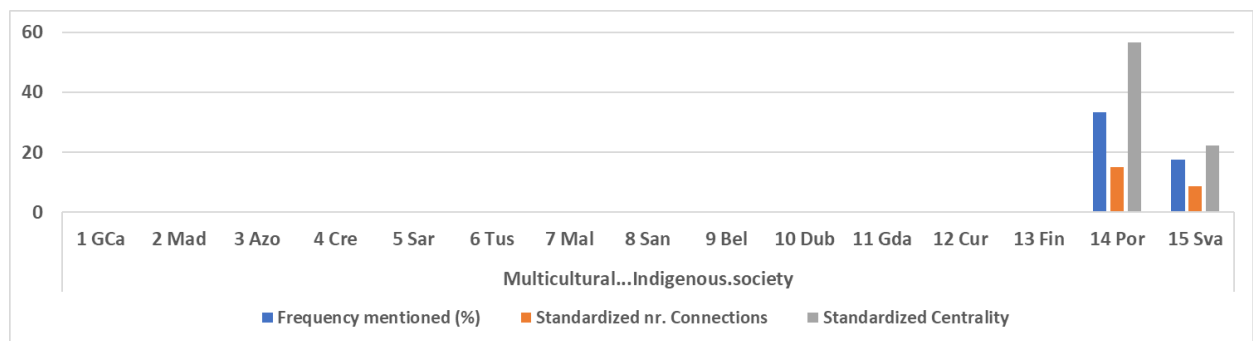 60
40
20
0
1 GCa 2 Mad 3 Azo 4 Cre 5 Sar 6 Tus 7 Mal 8 San 9 Bel 10 Dub 11 Gda 12 Cur 13 Fin 14 Por 15 Sva
Multicultural...Indigenous.society
Frequency mentioned (%) Standardized nr. Connections Standardized Centrality